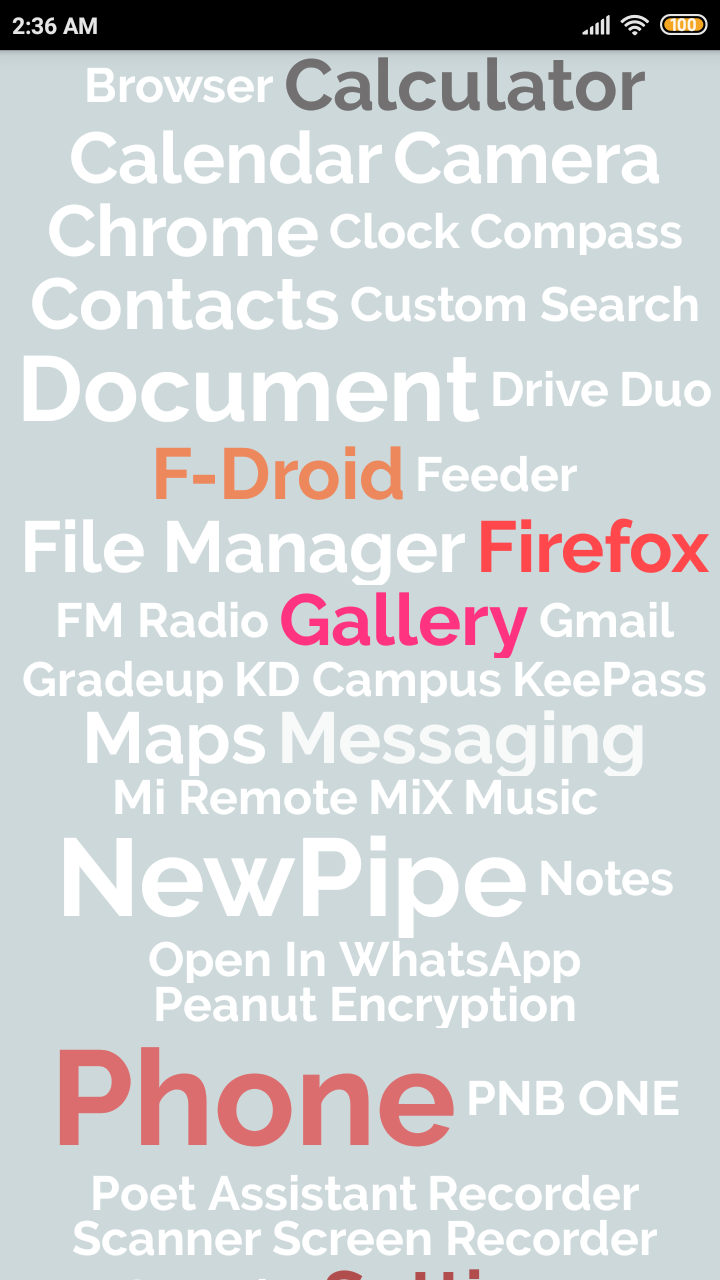 2:36 AM 100
Browser Calculator
Calendar Camera
Chrome Clock Compass
Contacts Custom Search
Document Drive Duo
F-Droid Feeder
File Manager Firefox
FM Radio Gallery Gmail
Gradeup KD Campus KeePass
Maps Messaging
Mi Remote MiX Music
NewPipe Notes
Open In WhatsApp
Peanut Encryption
Phone PNB ONE
Poet Assistant Recorder
Scanner Screen Recorder